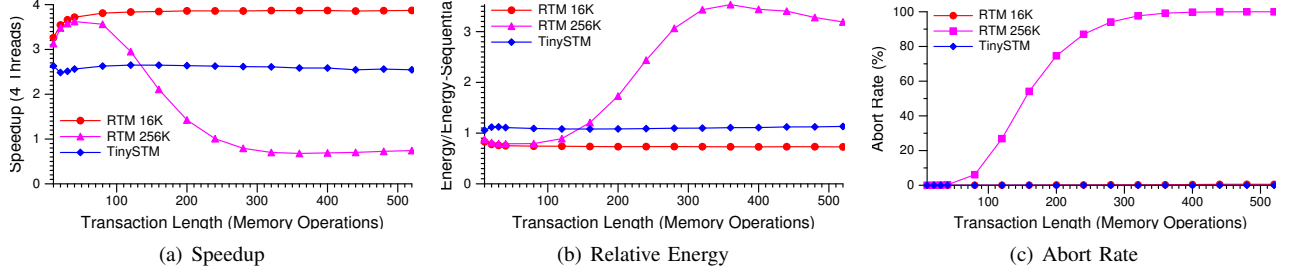 Speedup (4 Threads)
4
3
2
1
0
RTM 16K
RTM 256K
TinySTM
100 200 300 400 500
Transaction Length (Memory Operations)
(a) Speedup
Energy/Energy-Sequential
3
2
1
0
RTM 16K
RTM 256K
TinySTM
100 200 300 400 500
Transaction Length (Memory Operations)
(b) Relative Energy
Abort Rate (%)
100
80
60
40
20
0
RTM 16K
RTM 256K
TinySTM
100 200 300 400 500
Transaction Length (Memory Operations)
(c) Abort Rate